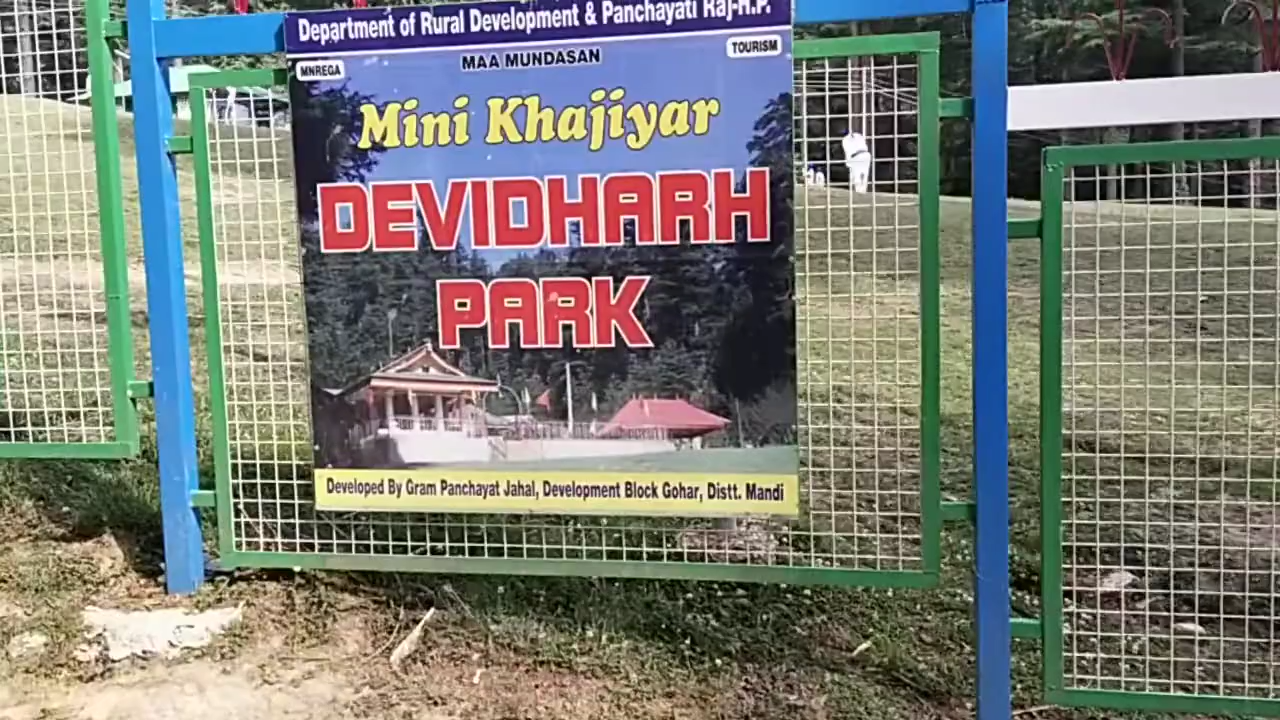 Department of Rural Development & Panchayati Raj-H.P.
MNREGA
MAA MUNDASAN
TOURISM
Mini Khajiyar
DEVIDHARH
PARK
Developed By Gram Panchayat Jahal, Development Block Gohar, Distt. Mandi